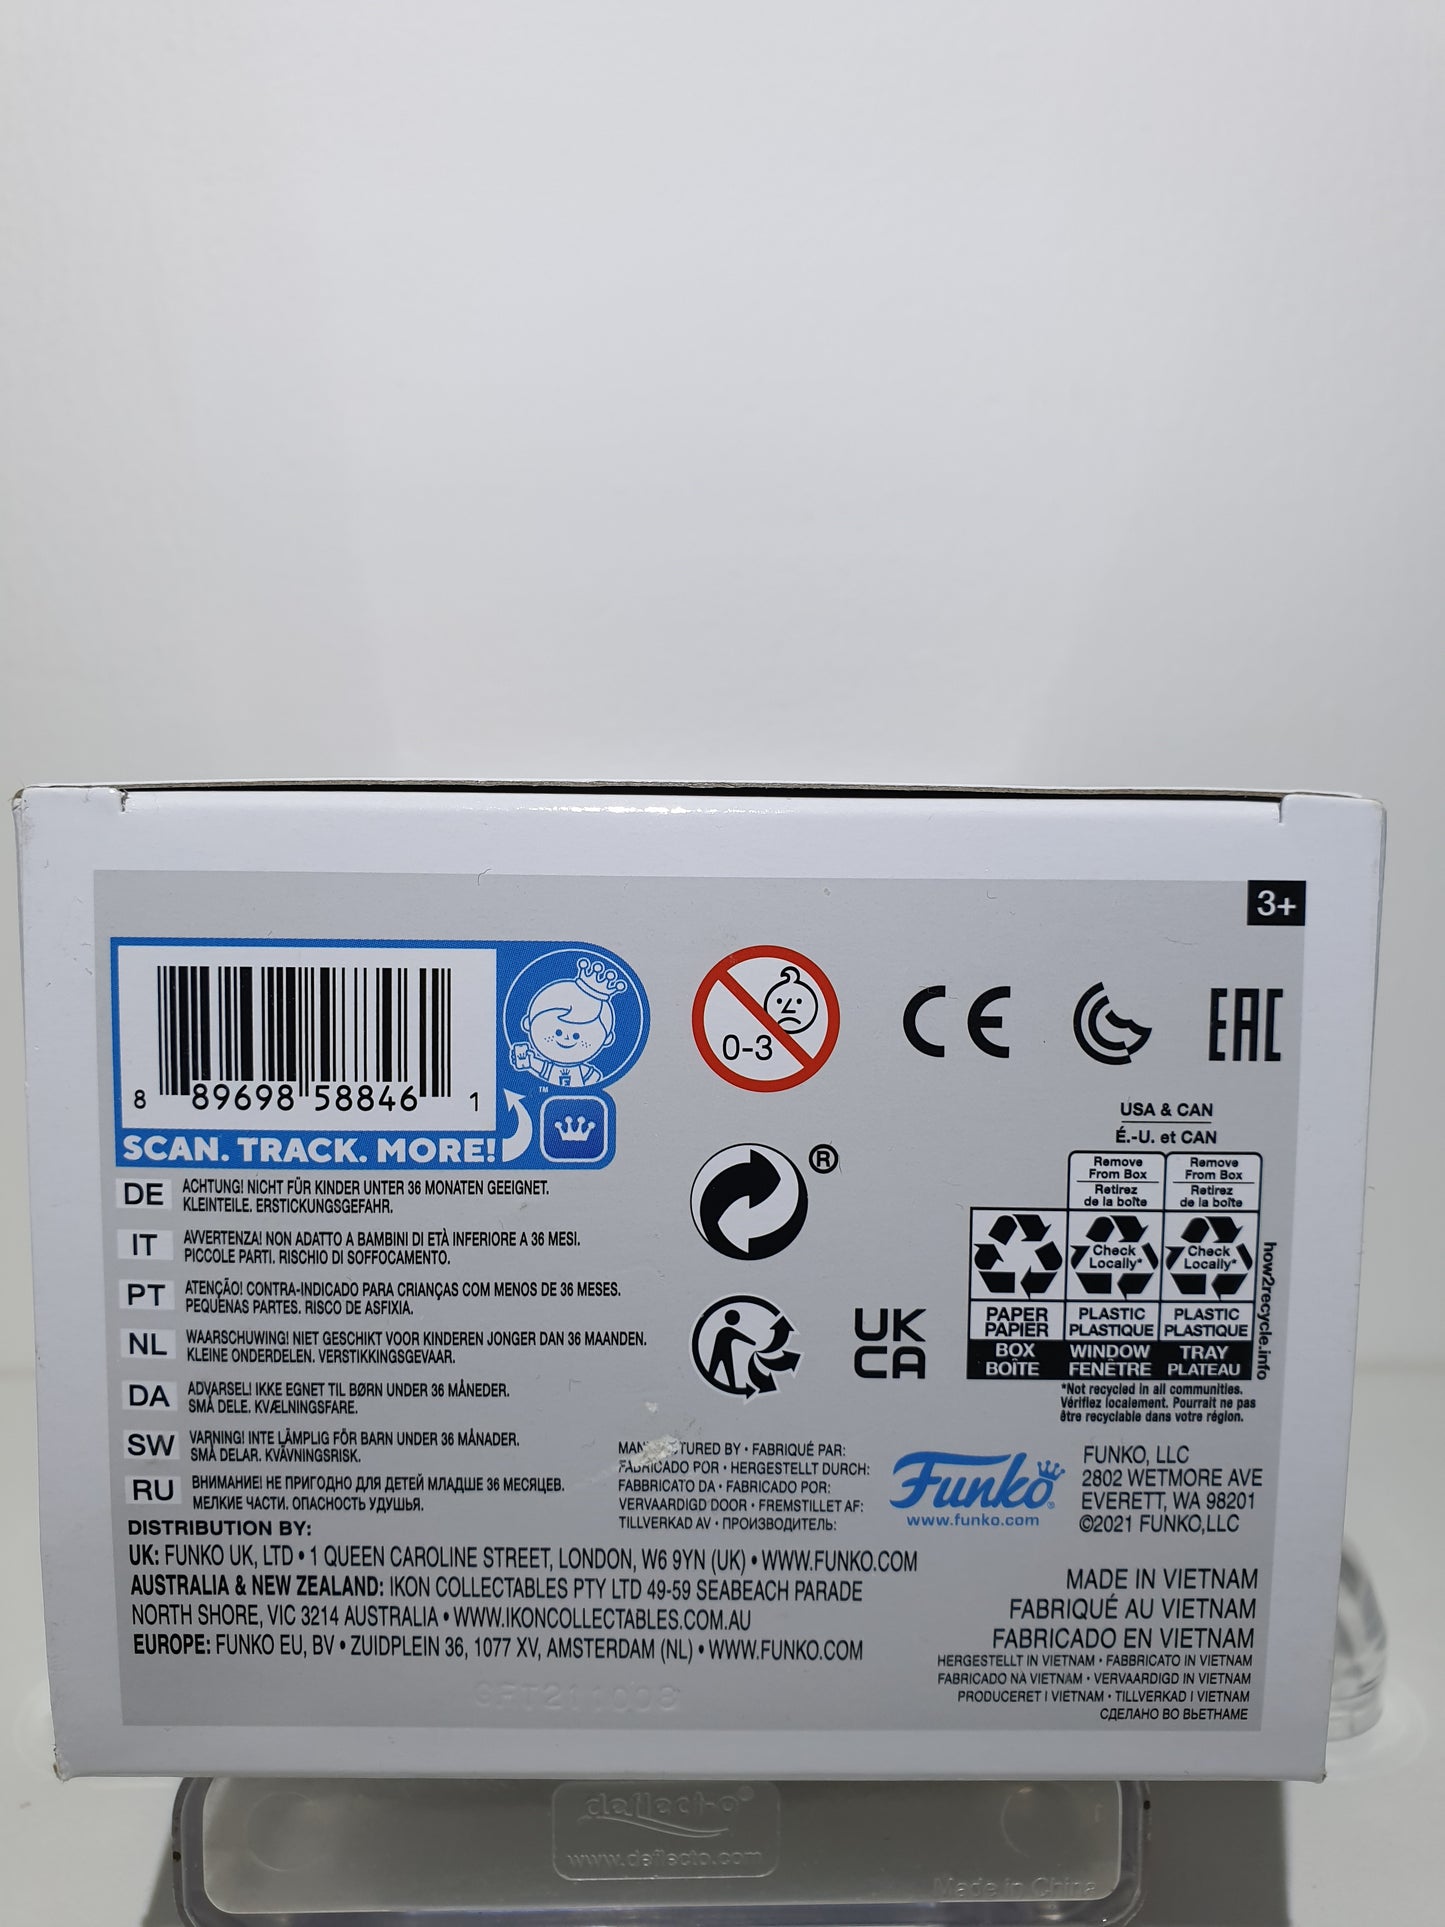 3+
8 89698 58846 1
™
SCAN. TRACK. MORE!
0-3
CE
EAC
®
UK
CA
USA & CAN
É.-U. et CAN
Remove From Box
Retirez de la boîte
Remove From Box
Retirez de la boîte
Check Locally*
Check Locally*
PAPER
PAPIER
PLASTIC
PLASTIQUE
PLASTIC
PLASTIQUE
BOX
BOÎTE
WINDOW
FENÊTRE
TRAY
PLATEAU
how2recycle.info
*Not recycled in all communities.
Vérifiez localement. Pourrait ne pas
être recyclable dans votre région.
DE ACHTUNG! NICHT FÜR KINDER UNTER 36 MONATEN GEEIGNET.
KLEINTEILE. ERSTICKUNGSGEFAHR.
IT AVVERTENZA! NON ADATTO A BAMBINI DI ETÀ INFERIORE A 36 MESI.
PICCOLE PARTI. RISCHIO DI SOFFOCAMENTO.
PT ATENÇÃO! CONTRA-INDICADO PARA CRIANÇAS COM MENOS DE 36 MESES.
PEQUENAS PARTES. RISCO DE ASFIXIA.
NL WAARSCHUWING! NIET GESCHIKT VOOR KINDEREN JONGER DAN 36 MAANDEN.
KLEINE ONDERDELEN. VERSTIKKINGSGEVAAR.
DA ADVARSEL! IKKE EGNET TIL BØRN UNDER 36 MÅNEDER.
SMÅ DELE. KVÆLNINGSFARE.
SW VARNING! INTE LÄMPLIG FÖR BARN UNDER 36 MÅNADER.
SMÅ DELAR. KVÄVNINGSRISK.
RU ВНИМАНИЕ! НЕ ПРИГОДНО ДЛЯ ДЕТЕЙ МЛАДШЕ 36 МЕСЯЦЕВ.
МЕЛКИЕ ЧАСТИ. ОПАСНОСТЬ УДУШЬЯ.
BY • FABRIQUÉ PAR:
FABRICADO POR • HERGESTELLT DURCH:
FABBRICATO DA • FABRICADO POR:
VERVAARDIGD DOOR • FREMSTILLET AF:
TILLVERKAD AV • ПРОИЗВОДИТЕЛЬ:
Funko®
www.funko.com
FUNKO, LLC
2802 WETMORE AVE
EVERETT, WA 98201
©2021 FUNKO,LLC
DISTRIBUTION BY:
UK: FUNKO UK, LTD • 1 QUEEN CAROLINE STREET, LONDON, W6 9YN (UK) • WWW.FUNKO.COM
AUSTRALIA & NEW ZEALAND: IKON COLLECTABLES PTY LTD 49-59 SEABEACH PARADE
NORTH SHORE, VIC 3214 AUSTRALIA • WWW.IKONCOLLECTABLES.COM.AU
EUROPE: FUNKO EU, BV • ZUIDPLEIN 36, 1077 XV, AMSTERDAM (NL) • WWW.FUNKO.COM
MADE IN VIETNAM
FABRIQUÉ AU VIETNAM
FABRICADO EN VIETNAM
HERGESTELLT IN VIETNAM • FABBRICATO IN VIETNAM
FABRICADO NA VIETNAM • VERVAARDIGD IN VIETNAM
PRODUCERET I VIETNAM • TILLVERKAD I VIETNAM
СДЕЛАНО ВО ВЬЕТНАМЕ
deflect-o®
www.deflecto.com
Made in China